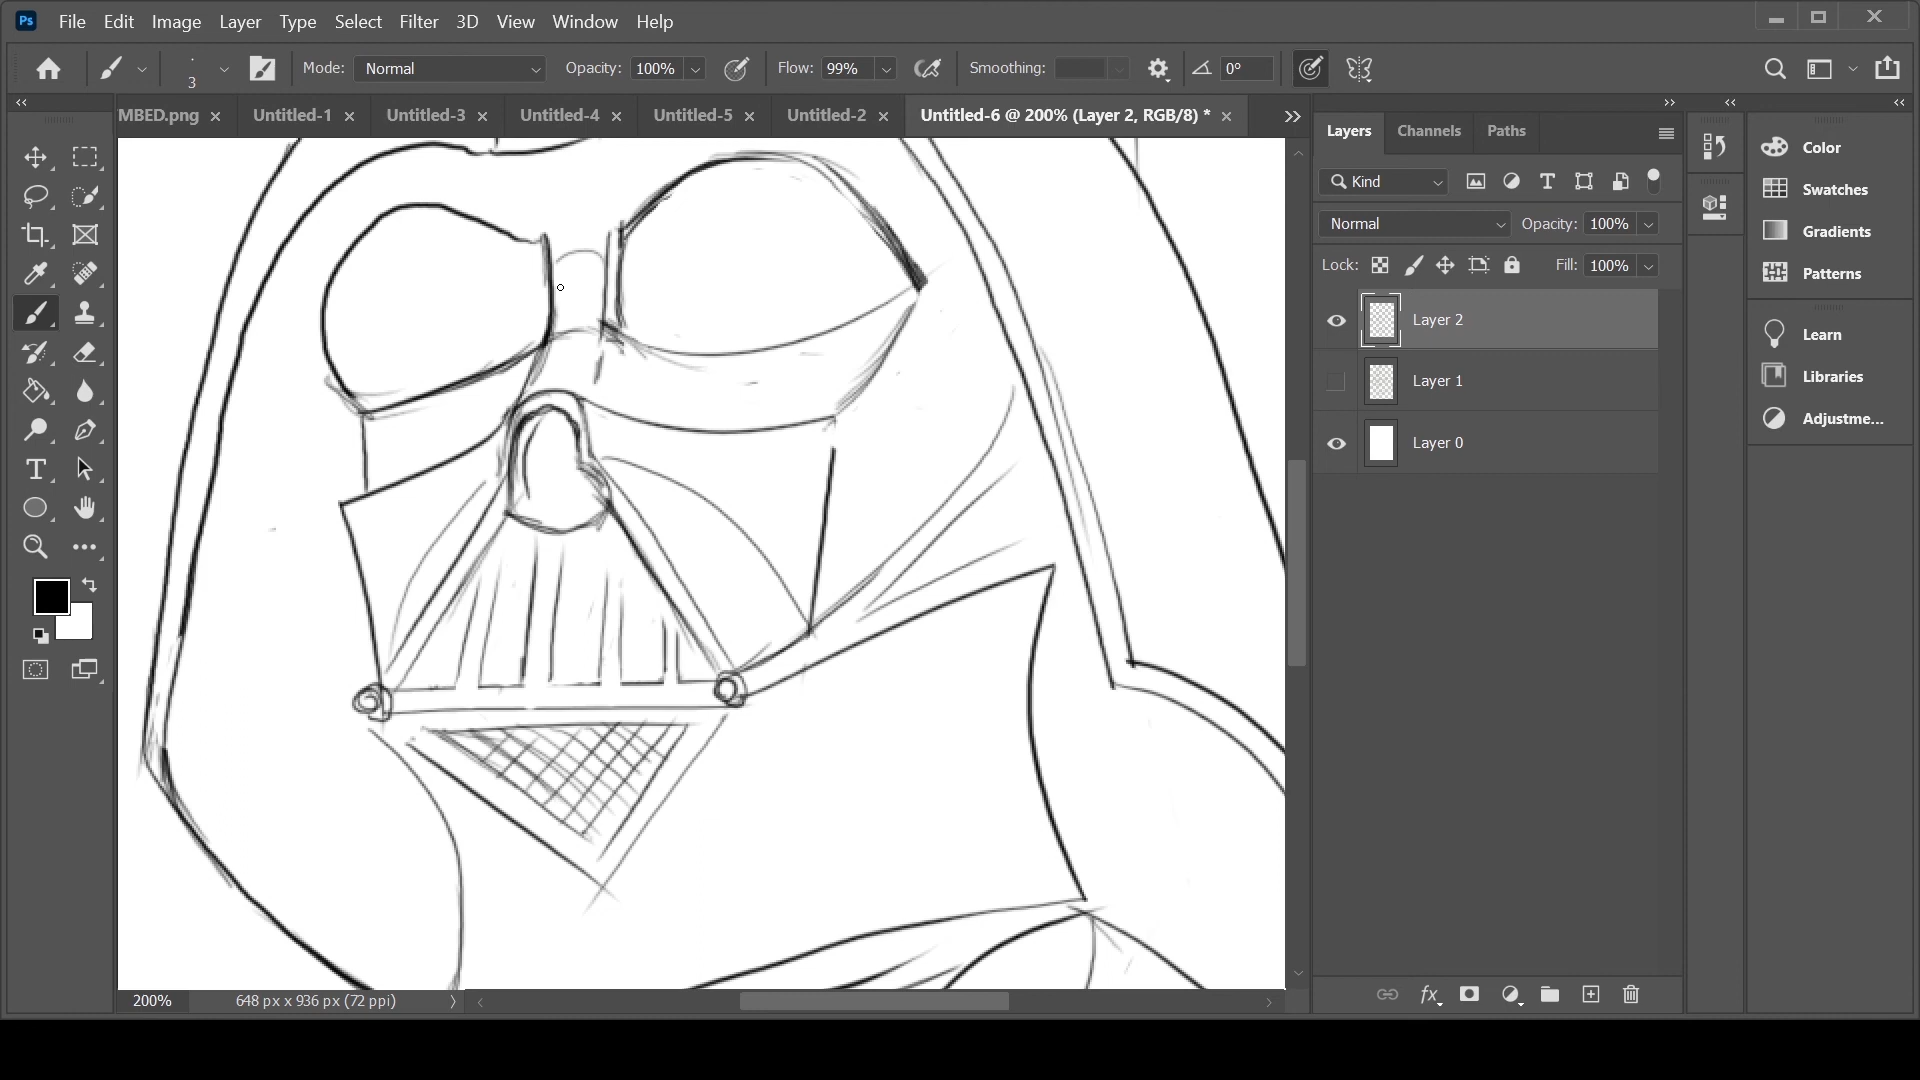 Ps File Edit Image Layer Type Select Filter 3D View Window Help
3 Mode: Normal Opacity: 100% Flow: 99% Smoothing: 0°
MBED.png Untitled-1 Untitled-3 Untitled-4 Untitled-5 Untitled-2 Untitled-6 @ 200% (Layer 2, RGB/8) *
Layers Channels Paths
Kind
Normal Opacity: 100%
Lock: Fill: 100%
Layer 2
Layer 1
Layer 0
Color
Swatches
Gradients
Patterns
Learn
Libraries
Adjustme...
200% 648 px x 936 px (72 ppi)
fx